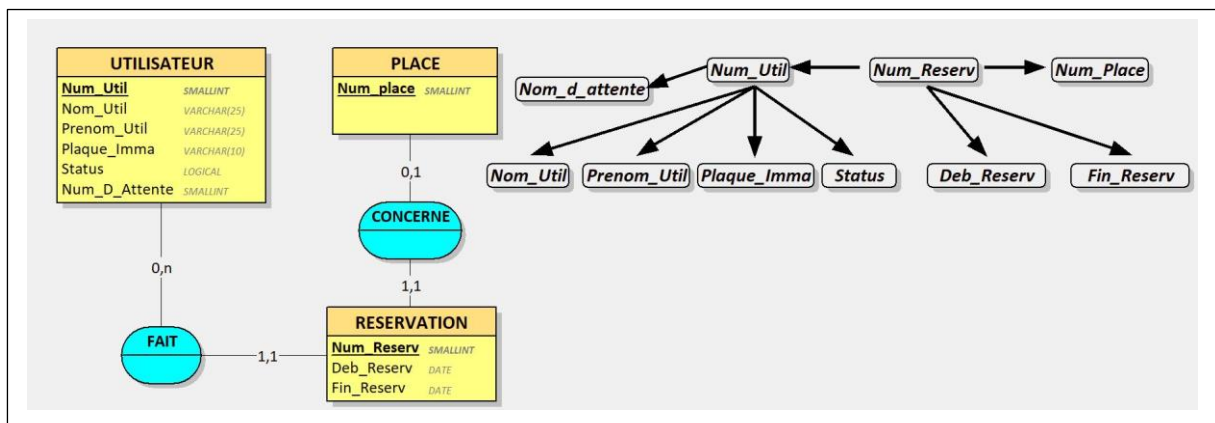 UTILISATEUR
Num_Util SMALLINT
Nom_Util VARCHAR(25)
Prenom_Util VARCHAR(25)
Plaque_Imma VARCHAR(10)
Status LOGICAL
Num_D_Attente SMALLINT
PLACE
Num_place SMALLINT
0,1
CONCERNE
1,1
0,n
FAIT
1,1
RESERVATION
Num_Reserv SMALLINT
Deb_Reserv DATE
Fin_Reserv DATE
Nom_d_attente
Num_Util
Num_Reserv
Num_Place
Nom_Util
Prenom_Util
Plaque_Imma
Status
Deb_Reserv
Fin_Reserv